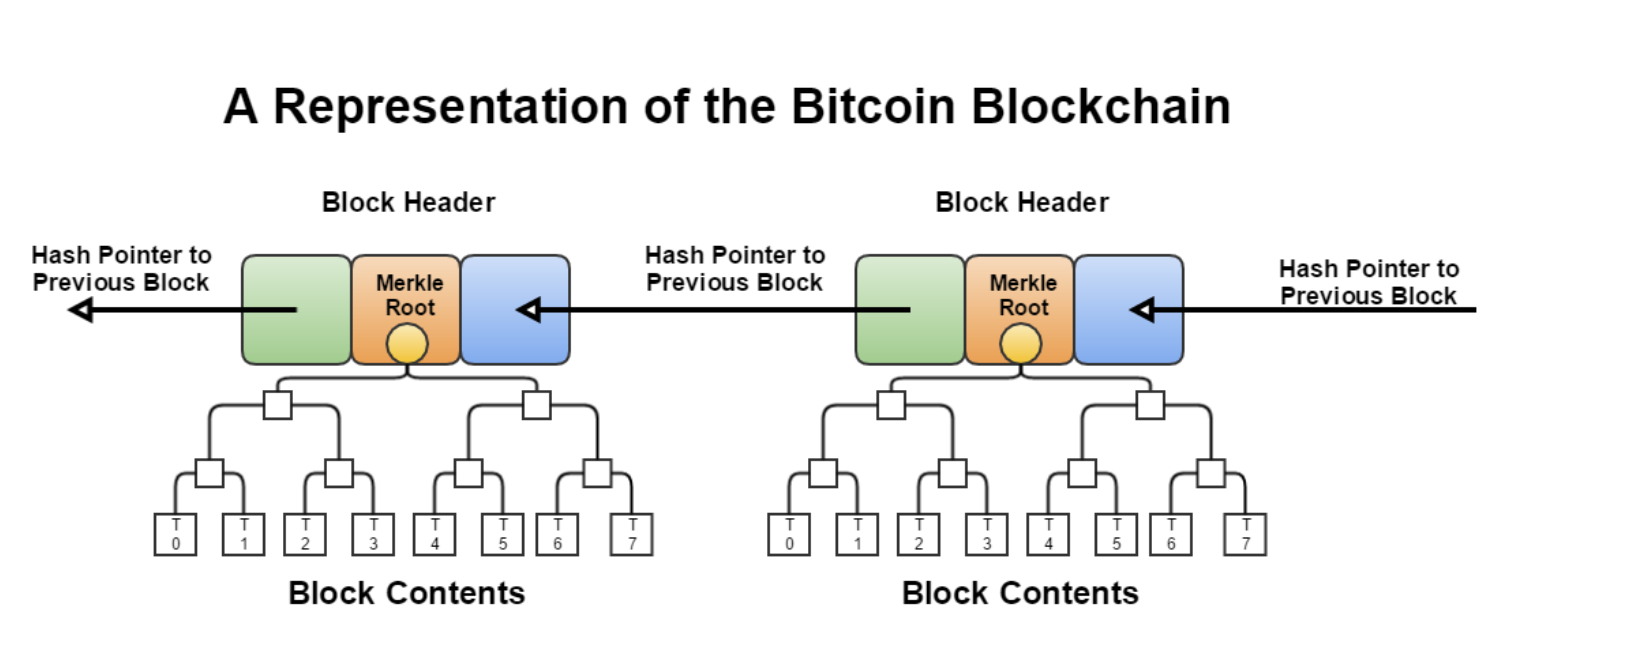 A Representation of the Bitcoin Blockchain
Block Header
Block Header
Hash Pointer to
Previous Block
Merkle
Root
Hash Pointer to
Previous Block
Merkle
Root
Hash Pointer to
Previous Block
T
0
T
1
T
2
T
3
T
4
T
5
T
6
T
7
T
0
T
1
T
2
T
3
T
4
T
5
T
6
T
7
Block Contents
Block Contents